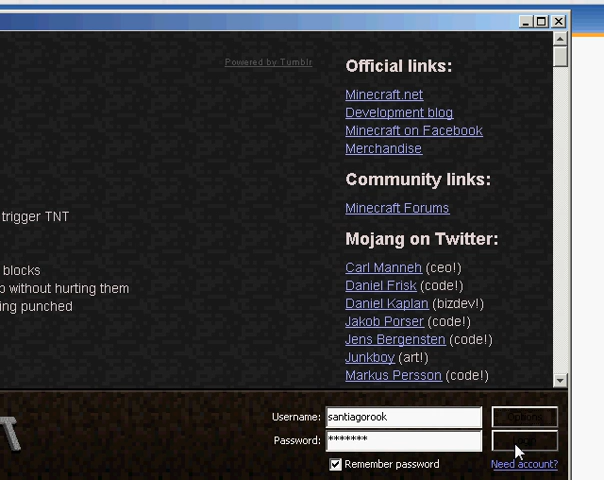 Powered by Tumblr
Official links:
Minecraft.net
Development blog
Minecraft on Facebook
Merchandise
Community links:
Minecraft Forums
trigger TNT
Mojang on Twitter:
blocks
Carl Manneh (ceo!)
without hurting them
Daniel Frisk (code!)
Daniel Kaplan (bizdev!)
ing punched
Jakob Porser (code!)
Jens Bergensten (code!)
Junkboy (art!)
Markus Persson (code!)
Username: santiagorook
Password: *******
Remember password
Need account?